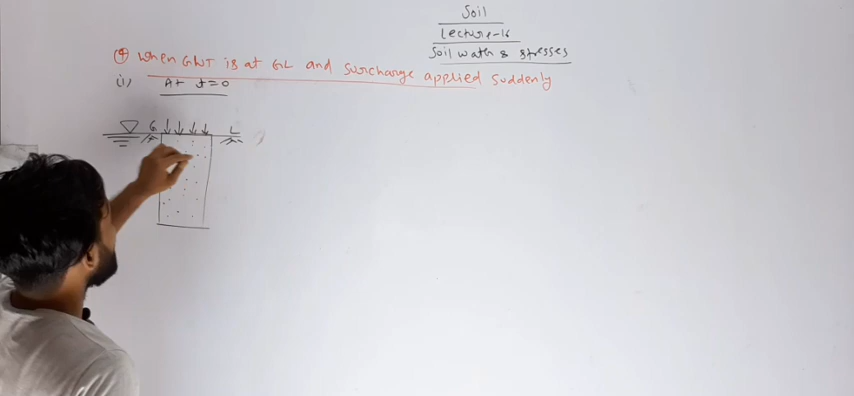 Soil
Lecture-16
Soil water & stresses
④ When GWT is at GL and surcharge applied suddenly
(i) At t=0
G L